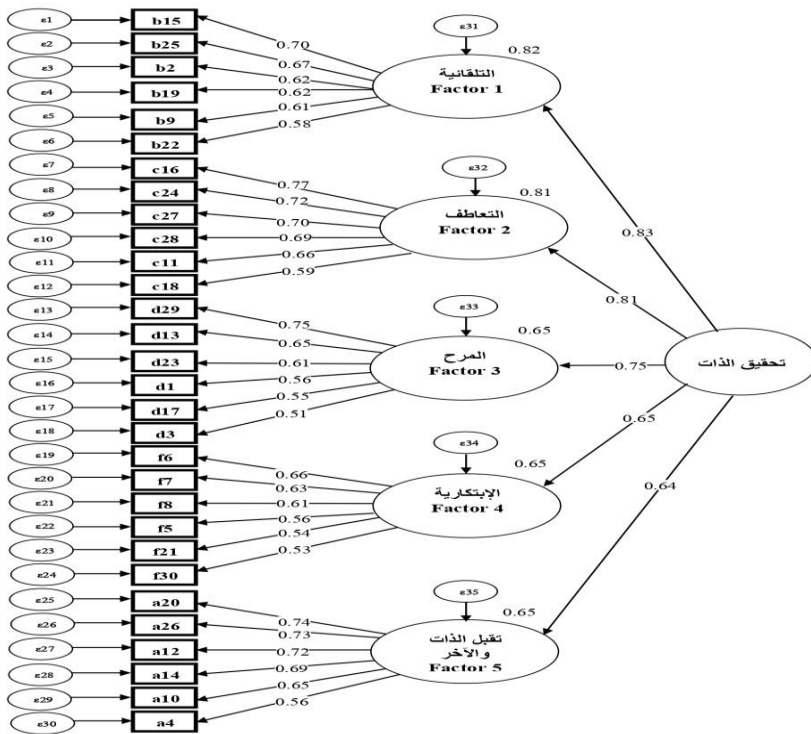 ε1
b15
ε2
b25
ε3
b2
ε4
b19
ε5
b9
ε6
b22
0.70
0.67
0.62
0.62
0.61
0.58
ε31
0.82
التلقانية
Factor 1
ε7
c16
ε8
c24
ε9
c27
ε10
c28
ε11
c11
ε12
c18
0.77
0.72
0.70
0.69
0.66
0.59
ε32
0.81
التعاطف
Factor 2
ε13
d29
ε14
d13
ε15
d23
ε16
d1
ε17
d17
ε18
d3
0.75
0.65
0.61
0.56
0.55
0.51
ε33
0.65
المرح
Factor 3
ε19
f6
ε20
f7
ε21
f8
ε22
f5
ε23
f21
ε24
f30
0.66
0.63
0.61
0.56
0.54
0.53
ε34
0.65
الإبتكارية
Factor 4
ε25
a20
ε26
a26
ε27
a12
ε28
a14
ε29
a10
ε30
a4
0.74
0.73
0.72
0.69
0.65
0.56
ε35
0.65
تقبل الذات
والآخر
Factor 5
0.83
0.81
0.75
0.65
0.64
تحقيق الذات